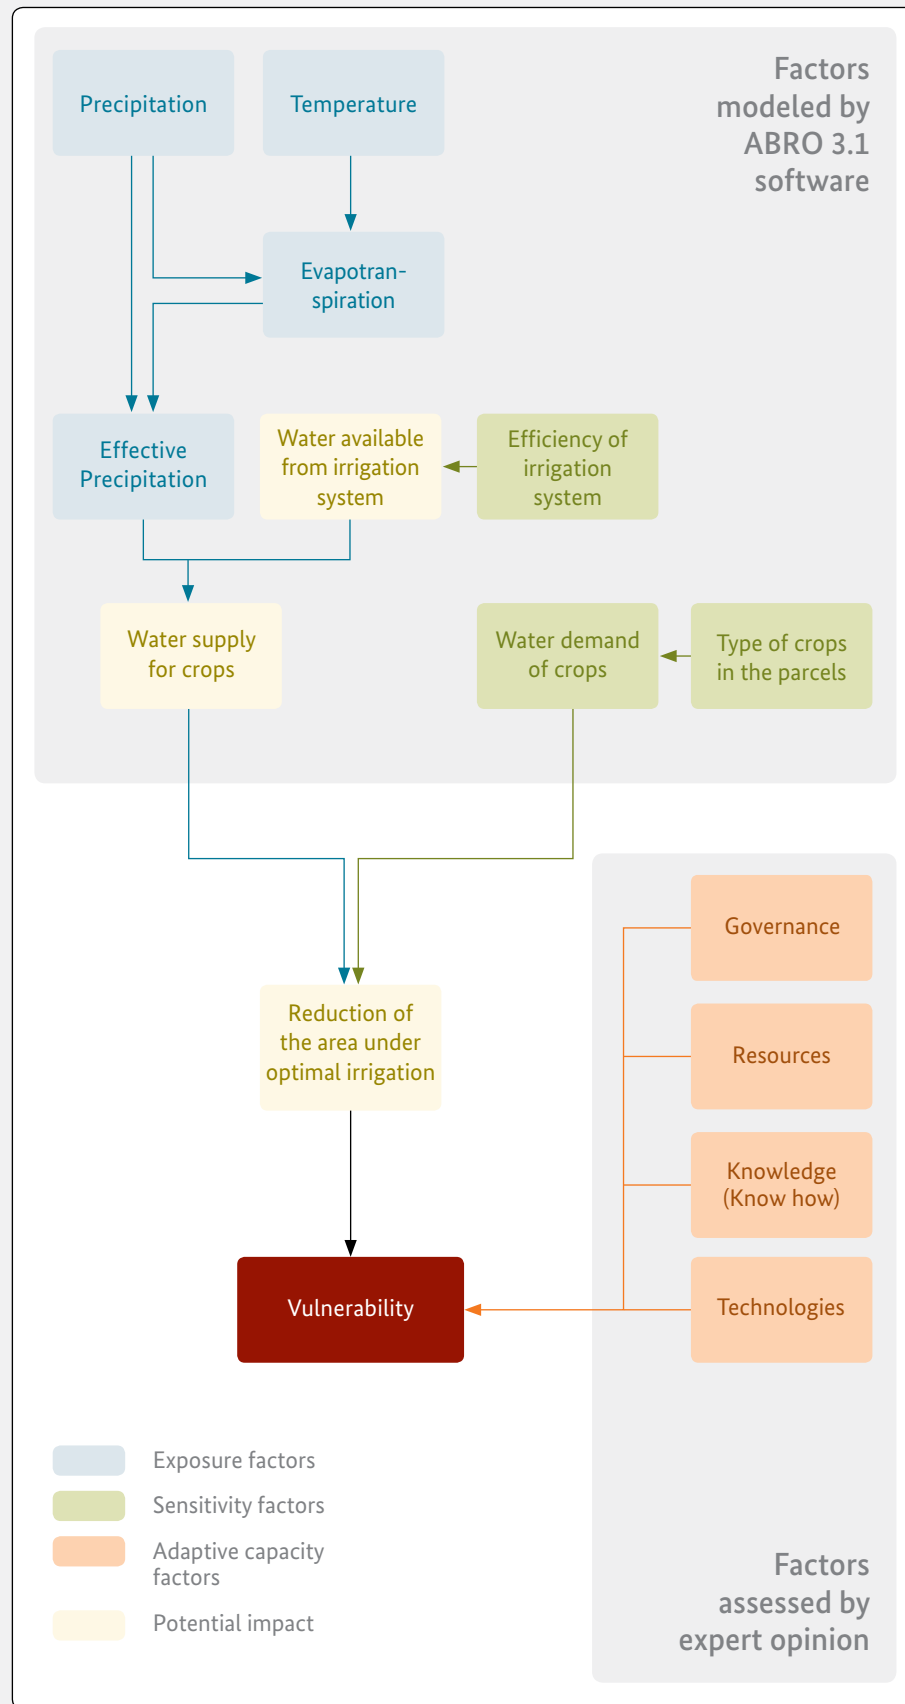 Precipitation
Temperature
Factors
modeled by
ABRO 3.1
software
Evapotran-
spiration
Effective
Precipitation
Water available
from irrigation
system
Efficiency of
irrigation
system
Water supply
for crops
Water demand
of crops
Type of crops
in the parcels
Governance
Resources
Reduction of
the area under
optimal irrigation
Knowledge
(Know how)
Vulnerability
Technologies
Exposure factors
Sensitivity factors
Adaptive capacity
factors
Potential impact
Factors
assessed by
expert opinion